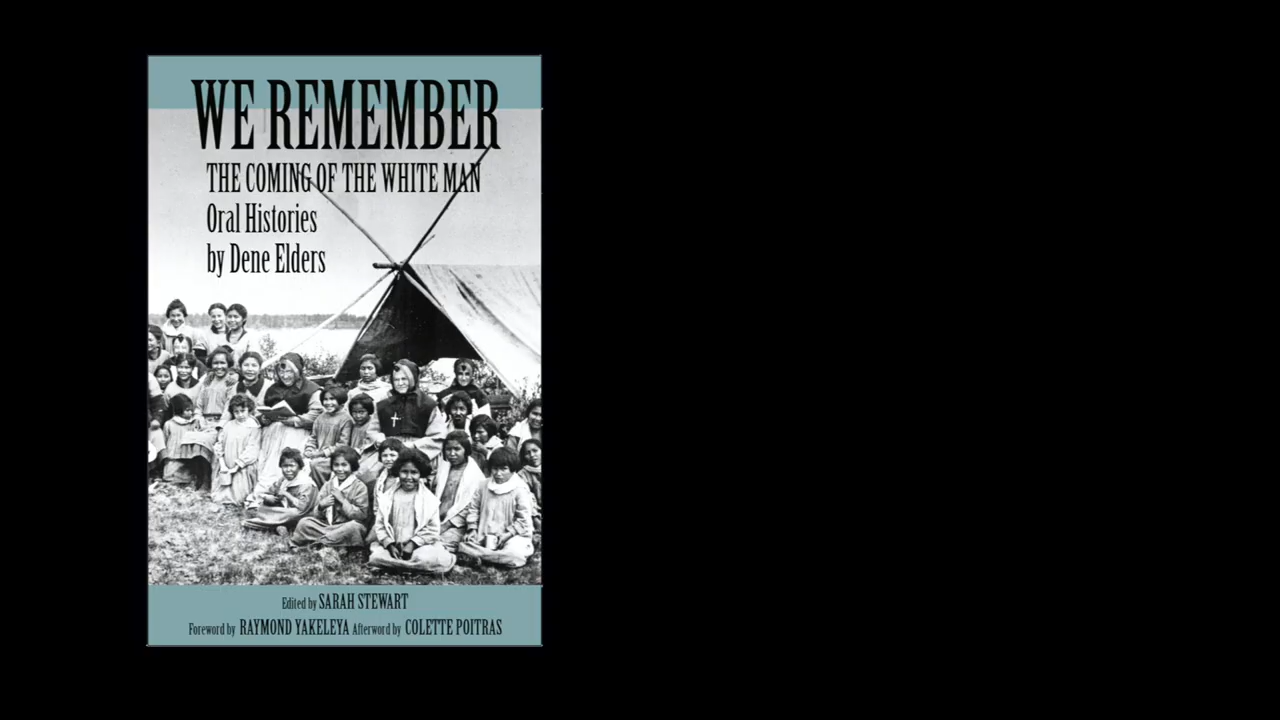 WE REMEMBER
THE COMING OF THE WHITE MAN
Oral Histories
by Dene Elders
Edited by SARAH STEWART
Foreword by RAYMOND YAKELEYA Afterword by COLETTE POITRAS